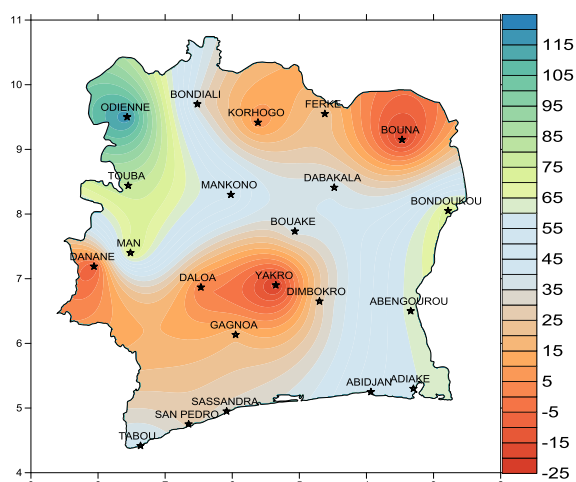 11
10
9
8
7
6
5
4
ODIENNE
BONDIALI
KORHOGO
FERKE
BOUNA
TOUBA
MANKONO
DABAKALA
BONDOUKOU
BOUAKE
MAN
DANANE
DALOA
YAKRO
DIMBOKRO
ABENGOUROU
GAGNOA
SASSANDRA
SAN PEDRO
TABOU
ABIDJAN
ADIAKE
115
105
95
85
75
65
55
45
35
25
15
5
-5
-15
-25